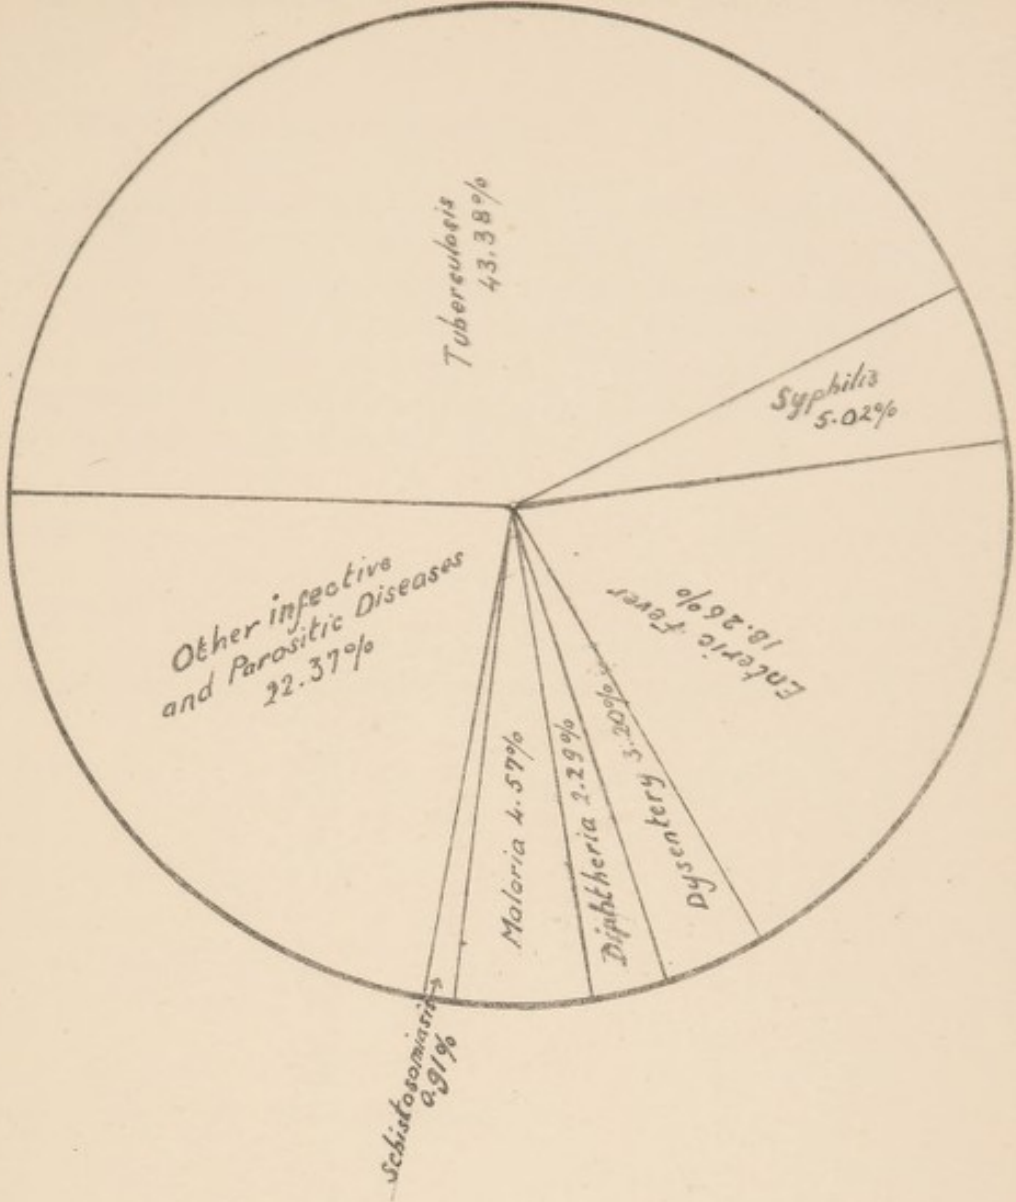 Tuberculosis
43.38%
Syphilis
5.02%
Enteric Fever
18.26%
Dysentery 3.20%
Diphtheria 2.29%
Malaria 4.57%
Schistosomiasis
0.91%
Other infective
and Parasitic Diseases
22.37%